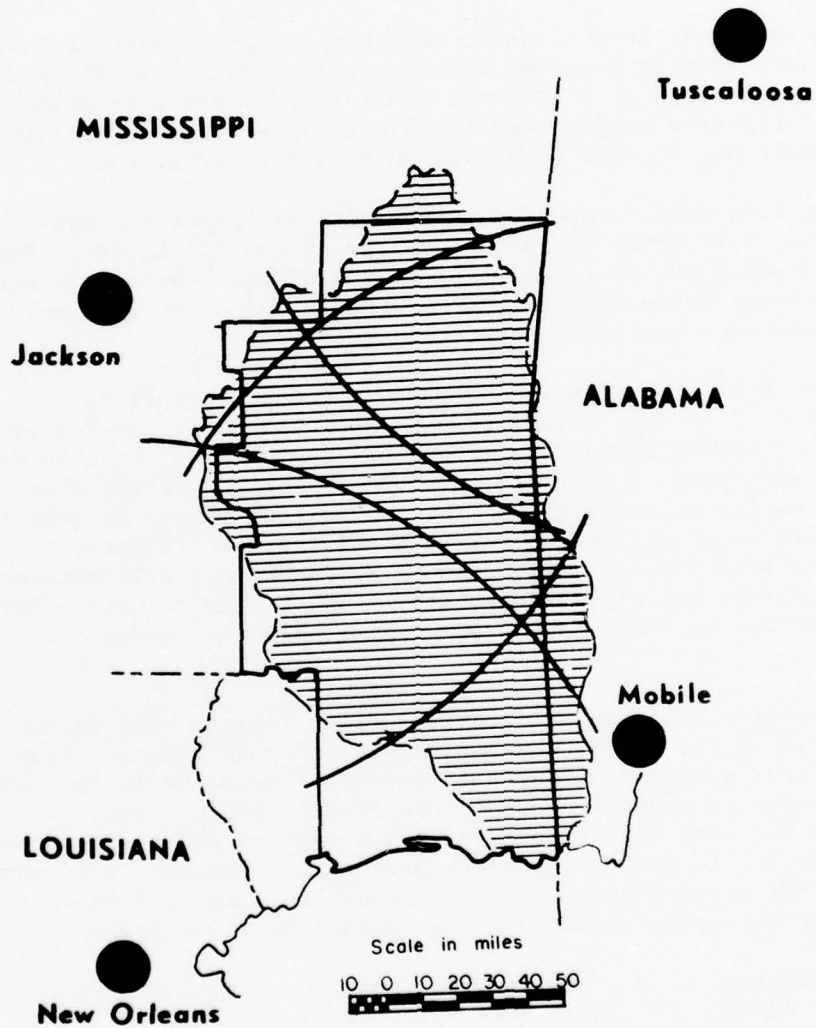 Tuscaloosa
MISSISSIPPI
Jackson
ALABAMA
Mobile
LOUISIANA
New Orleans
Scale in miles
10 0 10 20 30 40 50